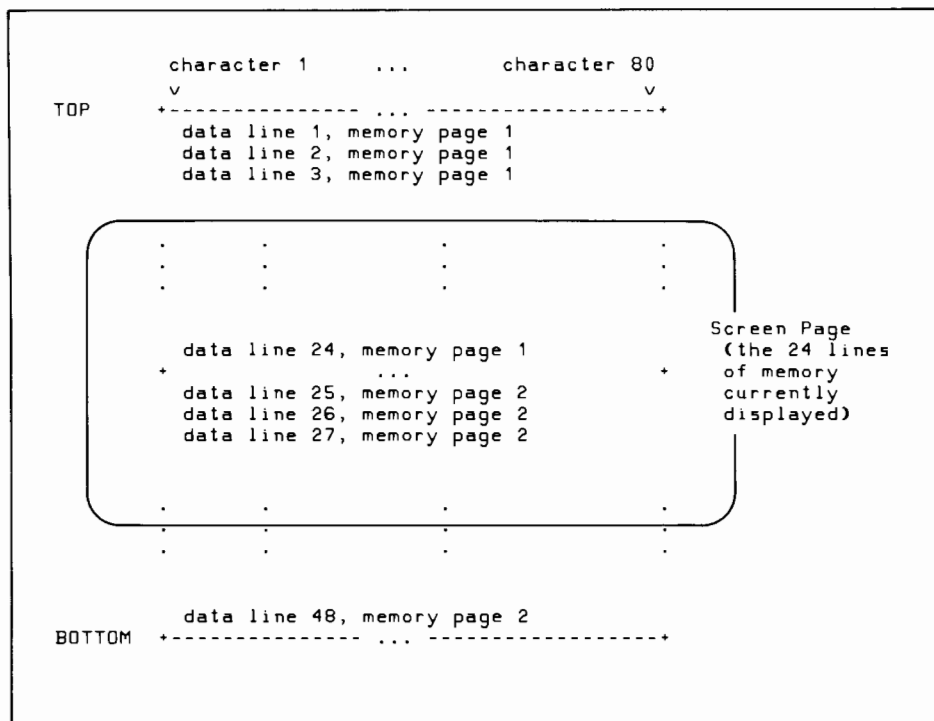 character 1 ... character 80
v v
TOP +--------------- ... ------------------+
data line 1, memory page 1
data line 2, memory page 1
data line 3, memory page 1
. . . .
. . . .
. . . .
Screen Page
data line 24, memory page 1 (the 24 lines
+ ... + of memory
data line 25, memory page 2 currently
data line 26, memory page 2 displayed)
data line 27, memory page 2
. . . .
. . . .
. . . .
data line 48, memory page 2
BOTTOM +--------------- ... ------------------+